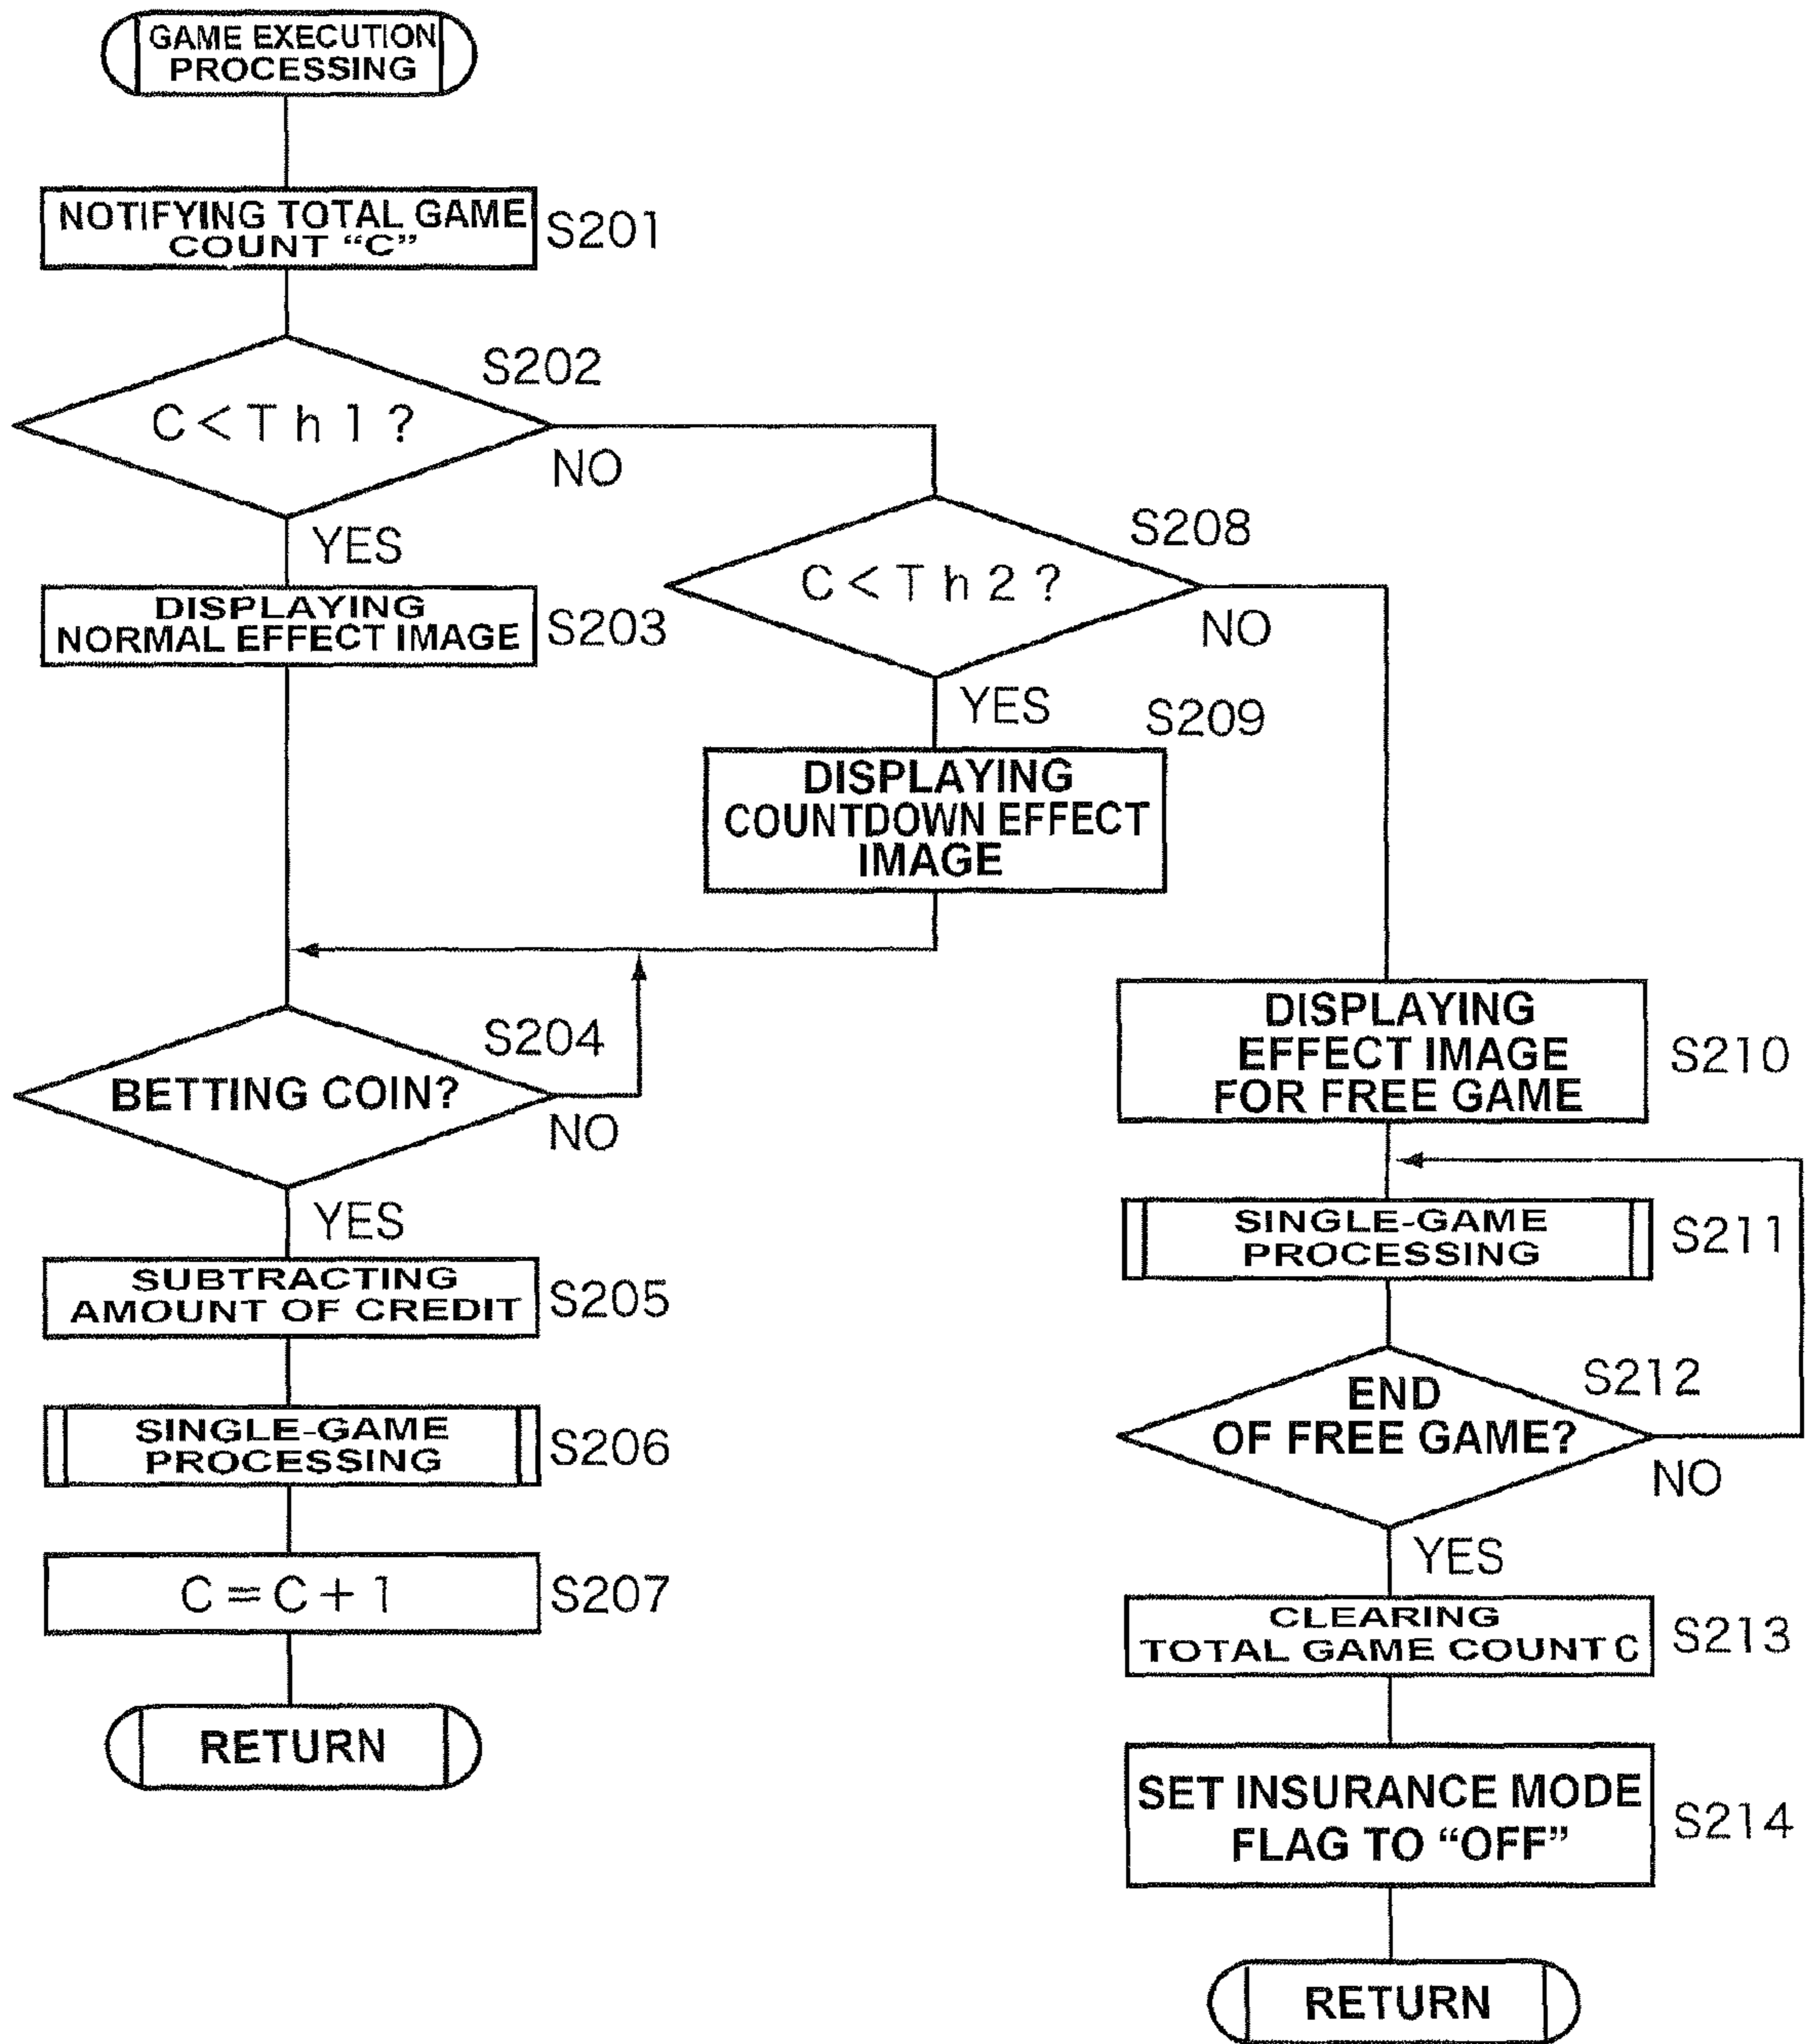 GAME EXECUTION
PROCESSING
NOTIFYING TOTAL GAME
COUNT “C”
S201
S202
C<Th1?
NO
YES
DISPLAYING
NORMAL EFFECT IMAGE
S203
S208
C<Th2?
NO
YES
S209
DISPLAYING
COUNTDOWN EFFECT
IMAGE
S204
BETTING COIN?
NO
YES
SUBTRACTING
AMOUNT OF CREDIT
S205
SINGLE-GAME
PROCESSING
S206
C=C+1
S207
RETURN
DISPLAYING
EFFECT IMAGE
FOR FREE GAME
S210
SINGLE-GAME
PROCESSING
S211
S212
END
OF FREE GAME?
NO
YES
CLEARING
TOTAL GAME COUNT C
S213
SET INSURANCE MODE
FLAG TO “OFF”
S214
RETURN